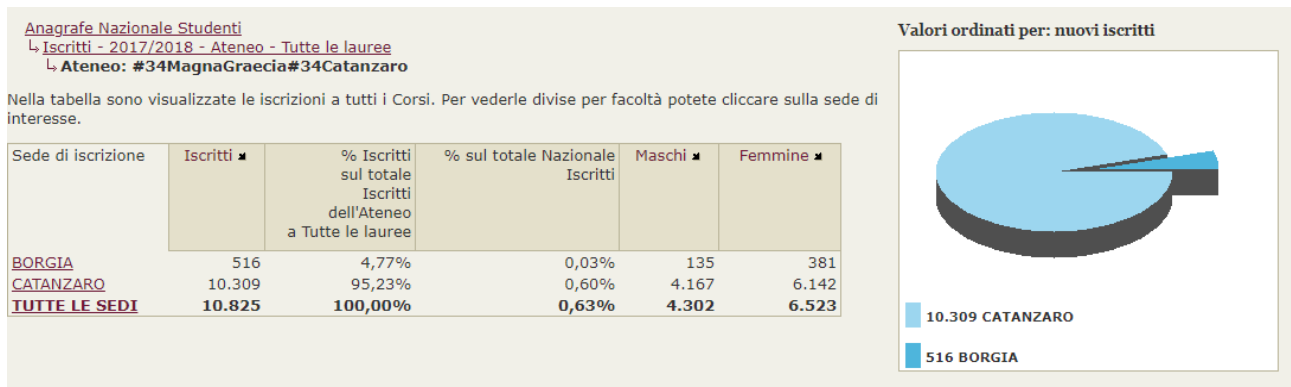 Anagrafe Nazionale Studenti
Iscritti - 2017/2018 - Ateneo - Tutte le lauree
Ateneo: #34MagnaGraecia#34Catanzaro
Nella tabella sono visualizzate le iscrizioni a tutti i Corsi. Per vederle divise per facoltà potete cliccare sulla sede di
interesse.
Sede di iscrizione Iscritti % Iscritti % sul totale Nazionale Maschi Femmine
sul totale Iscritti
Iscritti
dell'Ateneo
a Tutte le lauree
BORGIA 516 4,77% 0,03% 135 381
CATANZARO 10.309 95,23% 0,60% 4.167 6.142
TUTTE LE SEDI 10.825 100,00% 0,63% 4.302 6.523
Valori ordinati per: nuovi iscritti
10.309 CATANZARO
516 BORGIA